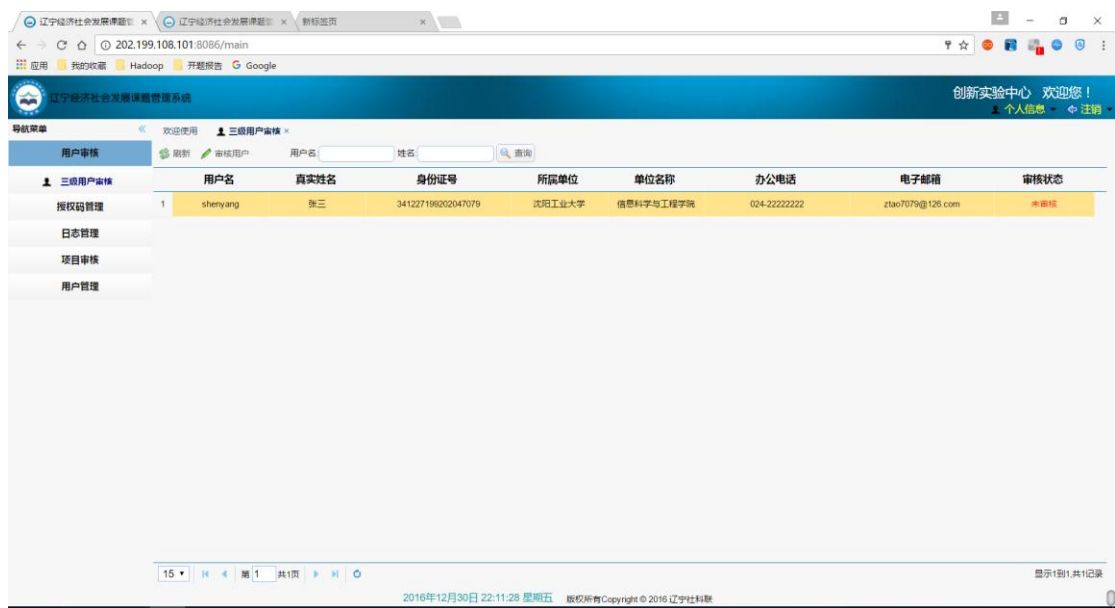 辽宁经济社会发展课题 辽宁经济社会发展课题 新标签页
202.199.108.101:8086/main
应用 我的收藏 Hadoop 开题报告 Google
辽宁经济社会发展课题管理系统
创新实验中心 欢迎您！
个人信息 注销
导航菜单
用户审核
三级用户审核
授权码管理
日志管理
项目审核
用户管理
欢迎使用 三级用户审核
刷新 审核用户 用户名: 姓名: 查询
用户名 真实姓名 身份证号 所属单位 单位名称 办公电话 电子邮箱 审核状态
1 shenyang 张三 341227199202047079 沈阳工业大学 信息科学与工程学院 024-22222222 ztao7079@126.com 未审核
15 第 1 共1页
显示1到1,共1记录
2016年12月30日 22:11:28 星期五 版权所有Copyright © 2016 辽宁社科联